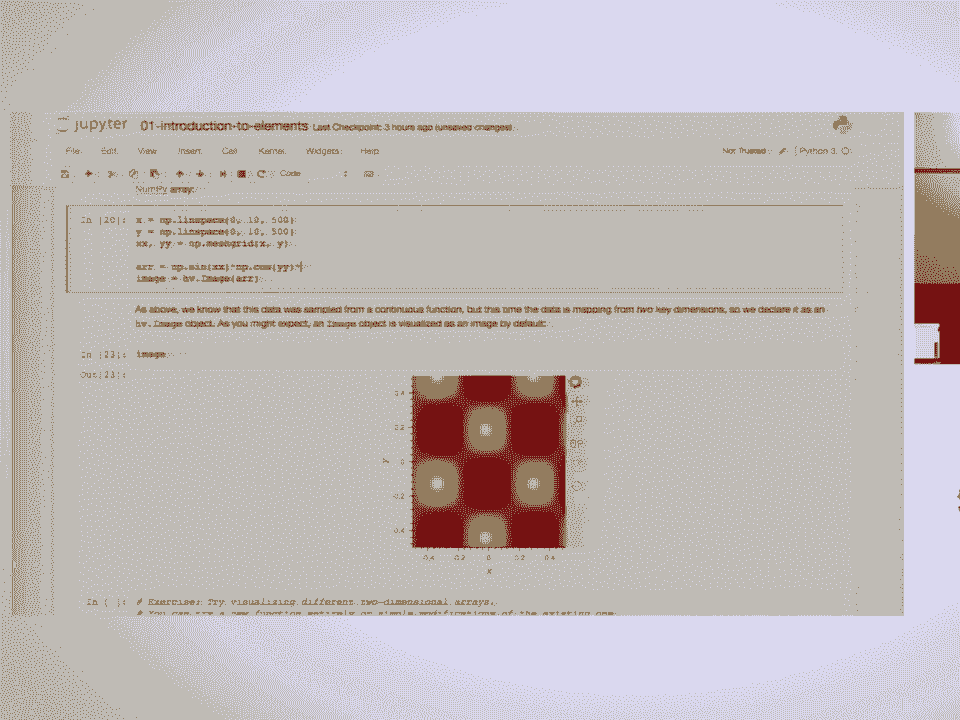 jupyter 01-introduction-to-elements Last Checkpoint: 3 hours ago (unsaved changes)
File Edit View Insert Cell Kernel Widgets Help Not Trusted Python 3
Code
NumPy array:
In [20]: x = np.linspace(0, 10, 500)
y = np.linspace(0, 10, 500)
xx, yy = np.meshgrid(x, y)
arr = np.sin(xx)*np.cos(yy)*
image = hv.Image(arr)
As above, we know that this data was sampled from a continuous function, but this time the data is mapping from two key dimensions, so we declare it as an
hv.Image object. As you might expect, an Image object is visualized as an image by default:
In [23]: image
Out[23]:
0.4
0.2
0
-0.2
-0.4
y
-0.4 -0.2 0 0.2 0.4
x
In [ ]: # Exercise: Try visualizing different two-dimensional arrays.
# You can try a new function entirely or simple modifications of the existing one